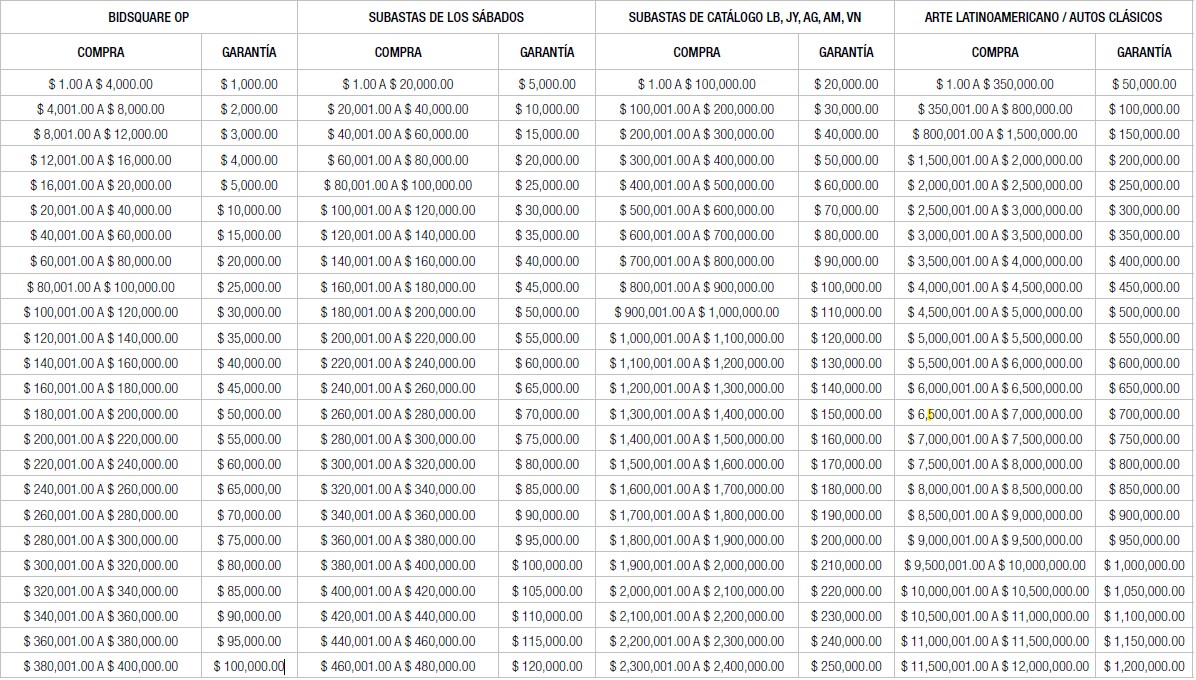 BIDSQUARE OP SUBASTAS DE LOS SÁBADOS SUBASTAS DE CATÁLOGO LB, JY, AG, AM, VN ARTE LATINOAMERICANO / AUTOS CLÁSICOS
COMPRA GARANTÍA COMPRA GARANTÍA COMPRA GARANTÍA COMPRA GARANTÍA
$ 1.00 A $ 4,000.00 $ 1,000.00 $ 1.00 A $ 20,000.00 $ 5,000.00 $ 1.00 A $ 100,000.00 $ 20,000.00 $ 1.00 A $ 350,000.00 $ 50,000.00
$ 4,001.00 A $ 8,000.00 $ 2,000.00 $ 20,001.00 A $ 40,000.00 $ 10,000.00 $ 100,001.00 A $ 200,000.00 $ 30,000.00 $ 350,001.00 A $ 800,000.00 $ 100,000.00
$ 8,001.00 A $ 12,000.00 $ 3,000.00 $ 40,001.00 A $ 60,000.00 $ 15,000.00 $ 200,001.00 A $ 300,000.00 $ 40,000.00 $ 800,001.00 A $ 1,500,000.00 $ 150,000.00
$ 12,001.00 A $ 16,000.00 $ 4,000.00 $ 60,001.00 A $ 80,000.00 $ 20,000.00 $ 300,001.00 A $ 400,000.00 $ 50,000.00 $ 1,500,001.00 A $ 2,000,000.00 $ 200,000.00
$ 16,001.00 A $ 20,000.00 $ 5,000.00 $ 80,001.00 A $ 100,000.00 $ 25,000.00 $ 400,001.00 A $ 500,000.00 $ 60,000.00 $ 2,000,001.00 A $ 2,500,000.00 $ 250,000.00
$ 20,001.00 A $ 40,000.00 $ 10,000.00 $ 100,001.00 A $ 120,000.00 $ 30,000.00 $ 500,001.00 A $ 600,000.00 $ 70,000.00 $ 2,500,001.00 A $ 3,000,000.00 $ 300,000.00
$ 40,001.00 A $ 60,000.00 $ 15,000.00 $ 120,001.00 A $ 140,000.00 $ 35,000.00 $ 600,001.00 A $ 700,000.00 $ 80,000.00 $ 3,000,001.00 A $ 3,500,000.00 $ 350,000.00
$ 60,001.00 A $ 80,000.00 $ 20,000.00 $ 140,001.00 A $ 160,000.00 $ 40,000.00 $ 700,001.00 A $ 800,000.00 $ 90,000.00 $ 3,500,001.00 A $ 4,000,000.00 $ 400,000.00
$ 80,001.00 A $ 100,000.00 $ 25,000.00 $ 160,001.00 A $ 180,000.00 $ 45,000.00 $ 800,001.00 A $ 900,000.00 $ 100,000.00 $ 4,000,001.00 A $ 4,500,000.00 $ 450,000.00
$ 100,001.00 A $ 120,000.00 $ 30,000.00 $ 180,001.00 A $ 200,000.00 $ 50,000.00 $ 900,001.00 A $ 1,000,000.00 $ 110,000.00 $ 4,500,001.00 A $ 5,000,000.00 $ 500,000.00
$ 120,001.00 A $ 140,000.00 $ 35,000.00 $ 200,001.00 A $ 220,000.00 $ 55,000.00 $ 1,000,001.00 A $ 1,100,000.00 $ 120,000.00 $ 5,000,001.00 A $ 5,500,000.00 $ 550,000.00
$ 140,001.00 A $ 160,000.00 $ 40,000.00 $ 220,001.00 A $ 240,000.00 $ 60,000.00 $ 1,100,001.00 A $ 1,200,000.00 $ 130,000.00 $ 5,500,001.00 A $ 6,000,000.00 $ 600,000.00
$ 160,001.00 A $ 180,000.00 $ 45,000.00 $ 240,001.00 A $ 260,000.00 $ 65,000.00 $ 1,200,001.00 A $ 1,300,000.00 $ 140,000.00 $ 6,000,001.00 A $ 6,500,000.00 $ 650,000.00
$ 180,001.00 A $ 200,000.00 $ 50,000.00 $ 260,001.00 A $ 280,000.00 $ 70,000.00 $ 1,300,001.00 A $ 1,400,000.00 $ 150,000.00 $ 6,500,001.00 A $ 7,000,000.00 $ 700,000.00
$ 200,001.00 A $ 220,000.00 $ 55,000.00 $ 280,001.00 A $ 300,000.00 $ 75,000.00 $ 1,400,001.00 A $ 1,500,000.00 $ 160,000.00 $ 7,000,001.00 A $ 7,500,000.00 $ 750,000.00
$ 220,001.00 A $ 240,000.00 $ 60,000.00 $ 300,001.00 A $ 320,000.00 $ 80,000.00 $ 1,500,001.00 A $ 1,600.000.00 $ 170,000.00 $ 7,500,001.00 A $ 8,000,000.00 $ 800,000.00
$ 240,001.00 A $ 260,000.00 $ 65,000,00 $ 320,001.00 A $ 340,000.00 $ 85,000.00 $ 1,600,001.00 A $ 1,700,000.00 $ 180,000.00 $ 8,000,001.00 A $ 8,500,000.00 $ 850,000.00
$ 260,001.00 A $ 280,000.00 $ 70,000.00 $ 340,001.00 A $ 360,000.00 $ 90,000.00 $ 1,700,001.00 A $ 1,800,000.00 $ 190,000.00 $ 8,500,001.00 A $ 9,000,000.00 $ 900,000.00
$ 280,001.00 A $ 300,000.00 $ 75,000.00 $ 360,001.00 A $ 380,000.00 $ 95,000.00 $ 1,800,001.00 A $ 1,900,000.00 $ 200,000.00 $ 9,000,001.00 A $ 9,500,000.00 $ 950,000.00
$ 300,001.00 A $ 320,000.00 $ 80,000.00 $ 380,001.00 A $ 400,000.00 $ 100,000.00 $ 1,900,001.00 A $ 2,000,000.00 $ 210,000.00 $ 9,500,001.00 A $ 10,000,000.00 $ 1,000,000.00
$ 320,001.00 A $ 340,000.00 $ 85,000.00 $ 400,001.00 A $ 420,000.00 $ 105,000.00 $ 2,000,001.00 A $ 2,100,000.00 $ 220,000.00 $ 10,000,001.00 A $ 10,500,000.00 $ 1,050,000.00
$ 340,001.00 A $ 360,000.00 $ 90,000.00 $ 420,001.00 A $ 440,000.00 $ 110,000.00 $ 2,100,001.00 A $ 2,200,000.00 $ 230,000.00 $ 10,500,001.00 A $ 11,000,000.00 $ 1,100,000.00
$ 360,001.00 A $ 380,000.00 $ 95,000.00 $ 440,001.00 A $ 460,000.00 $ 115,000.00 $ 2,200,001.00 A $ 2,300,000.00 $ 240,000.00 $ 11,000,001.00 A $ 11,500,000.00 $ 1,150,000.00
$ 380,001.00 A $ 400,000.00 $ 100,000.00 $ 460,001.00 A $ 480,000.00 $ 120,000.00 $ 2,300,001.00 A $ 2,400,000.00 $ 250,000.00 $ 11,500,001.00 A $ 12,000,000.00 $ 1,200,000.00